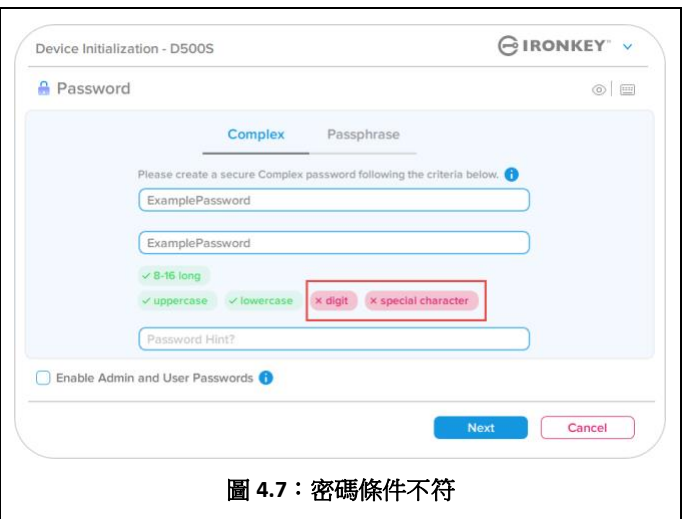 Device Initialization - D500S
IRONKEY™
Password
Complex Passphrase
Please create a secure Complex password following the criteria below. i
ExamplePassword
ExamplePassword
✓ 8-16 long
✓ uppercase ✓ lowercase × digit × special character
Password Hint?
Enable Admin and User Passwords i
Next Cancel
圖 4.7：密碼條件不符